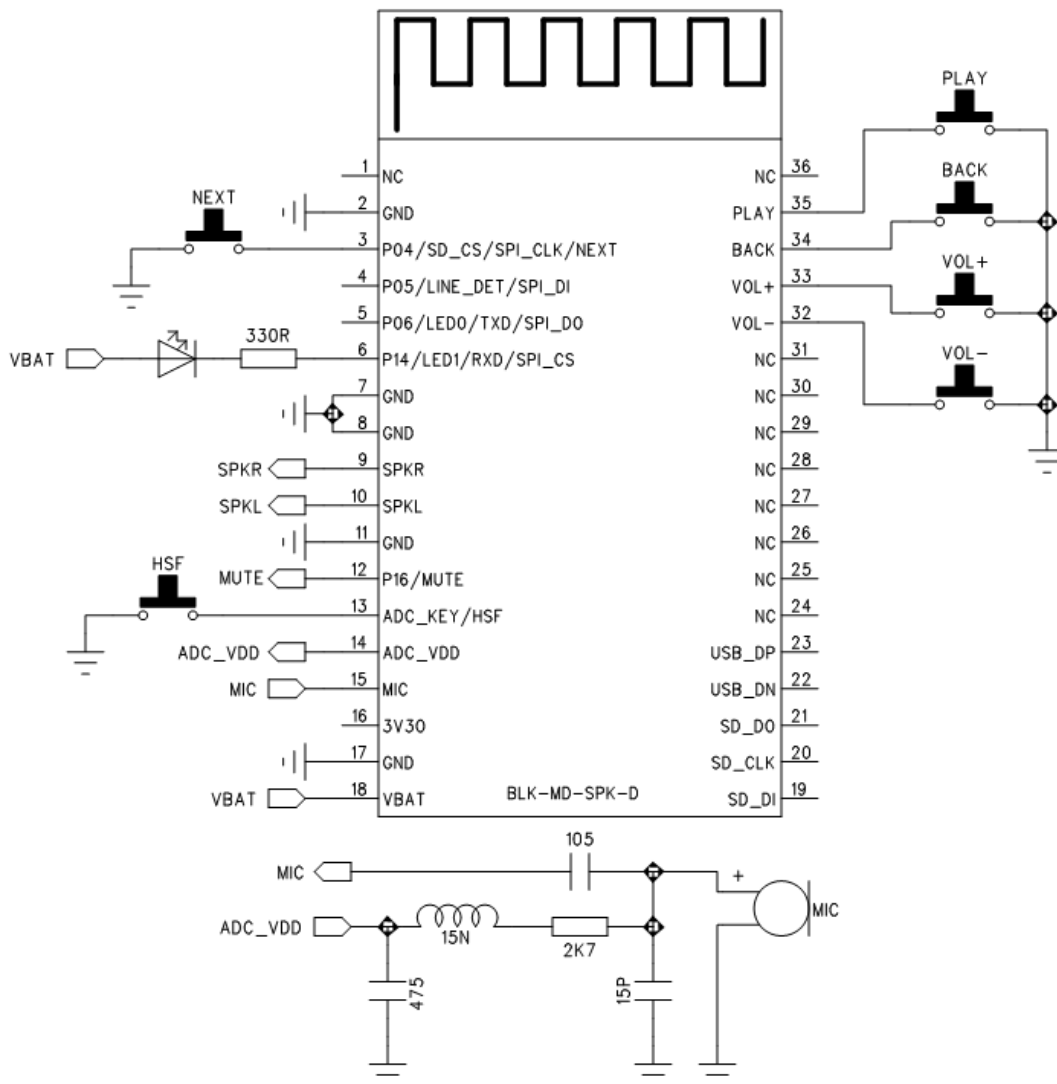 PLAY
1 NC
NC 36
NEXT
BACK
2 GND
PLAY 35
3 P04/SD_CS/SPI_CLK/NEXT
BACK 34
4 P05/LINE_DET/SPI_DI
VOL+ 33
VOL+
5 P06/LED0/TXD/SPI_DO
VOL- 32
VBAT
330R
6 P14/LED1/RXD/SPI_CS
NC 31
VOL-
7 GND
NC 30
8 GND
NC 29
SPKR
9 SPKR
NC 28
SPKL
10 SPKL
NC 27
11 GND
NC 26
HSF
MUTE
12 P16/MUTE
NC 25
13 ADC_KEY/HSF
NC 24
ADC_VDD
14 ADC_VDD
USB_DP 23
MIC
15 MIC
USB_DN 22
16 3V30
SD_DO 21
17 GND
SD_CLK 20
VBAT
18 VBAT
BLK-MD-SPK-D
SD_DI 19
105
MIC
+
MIC
ADC_VDD
15N
2K7
475
15P